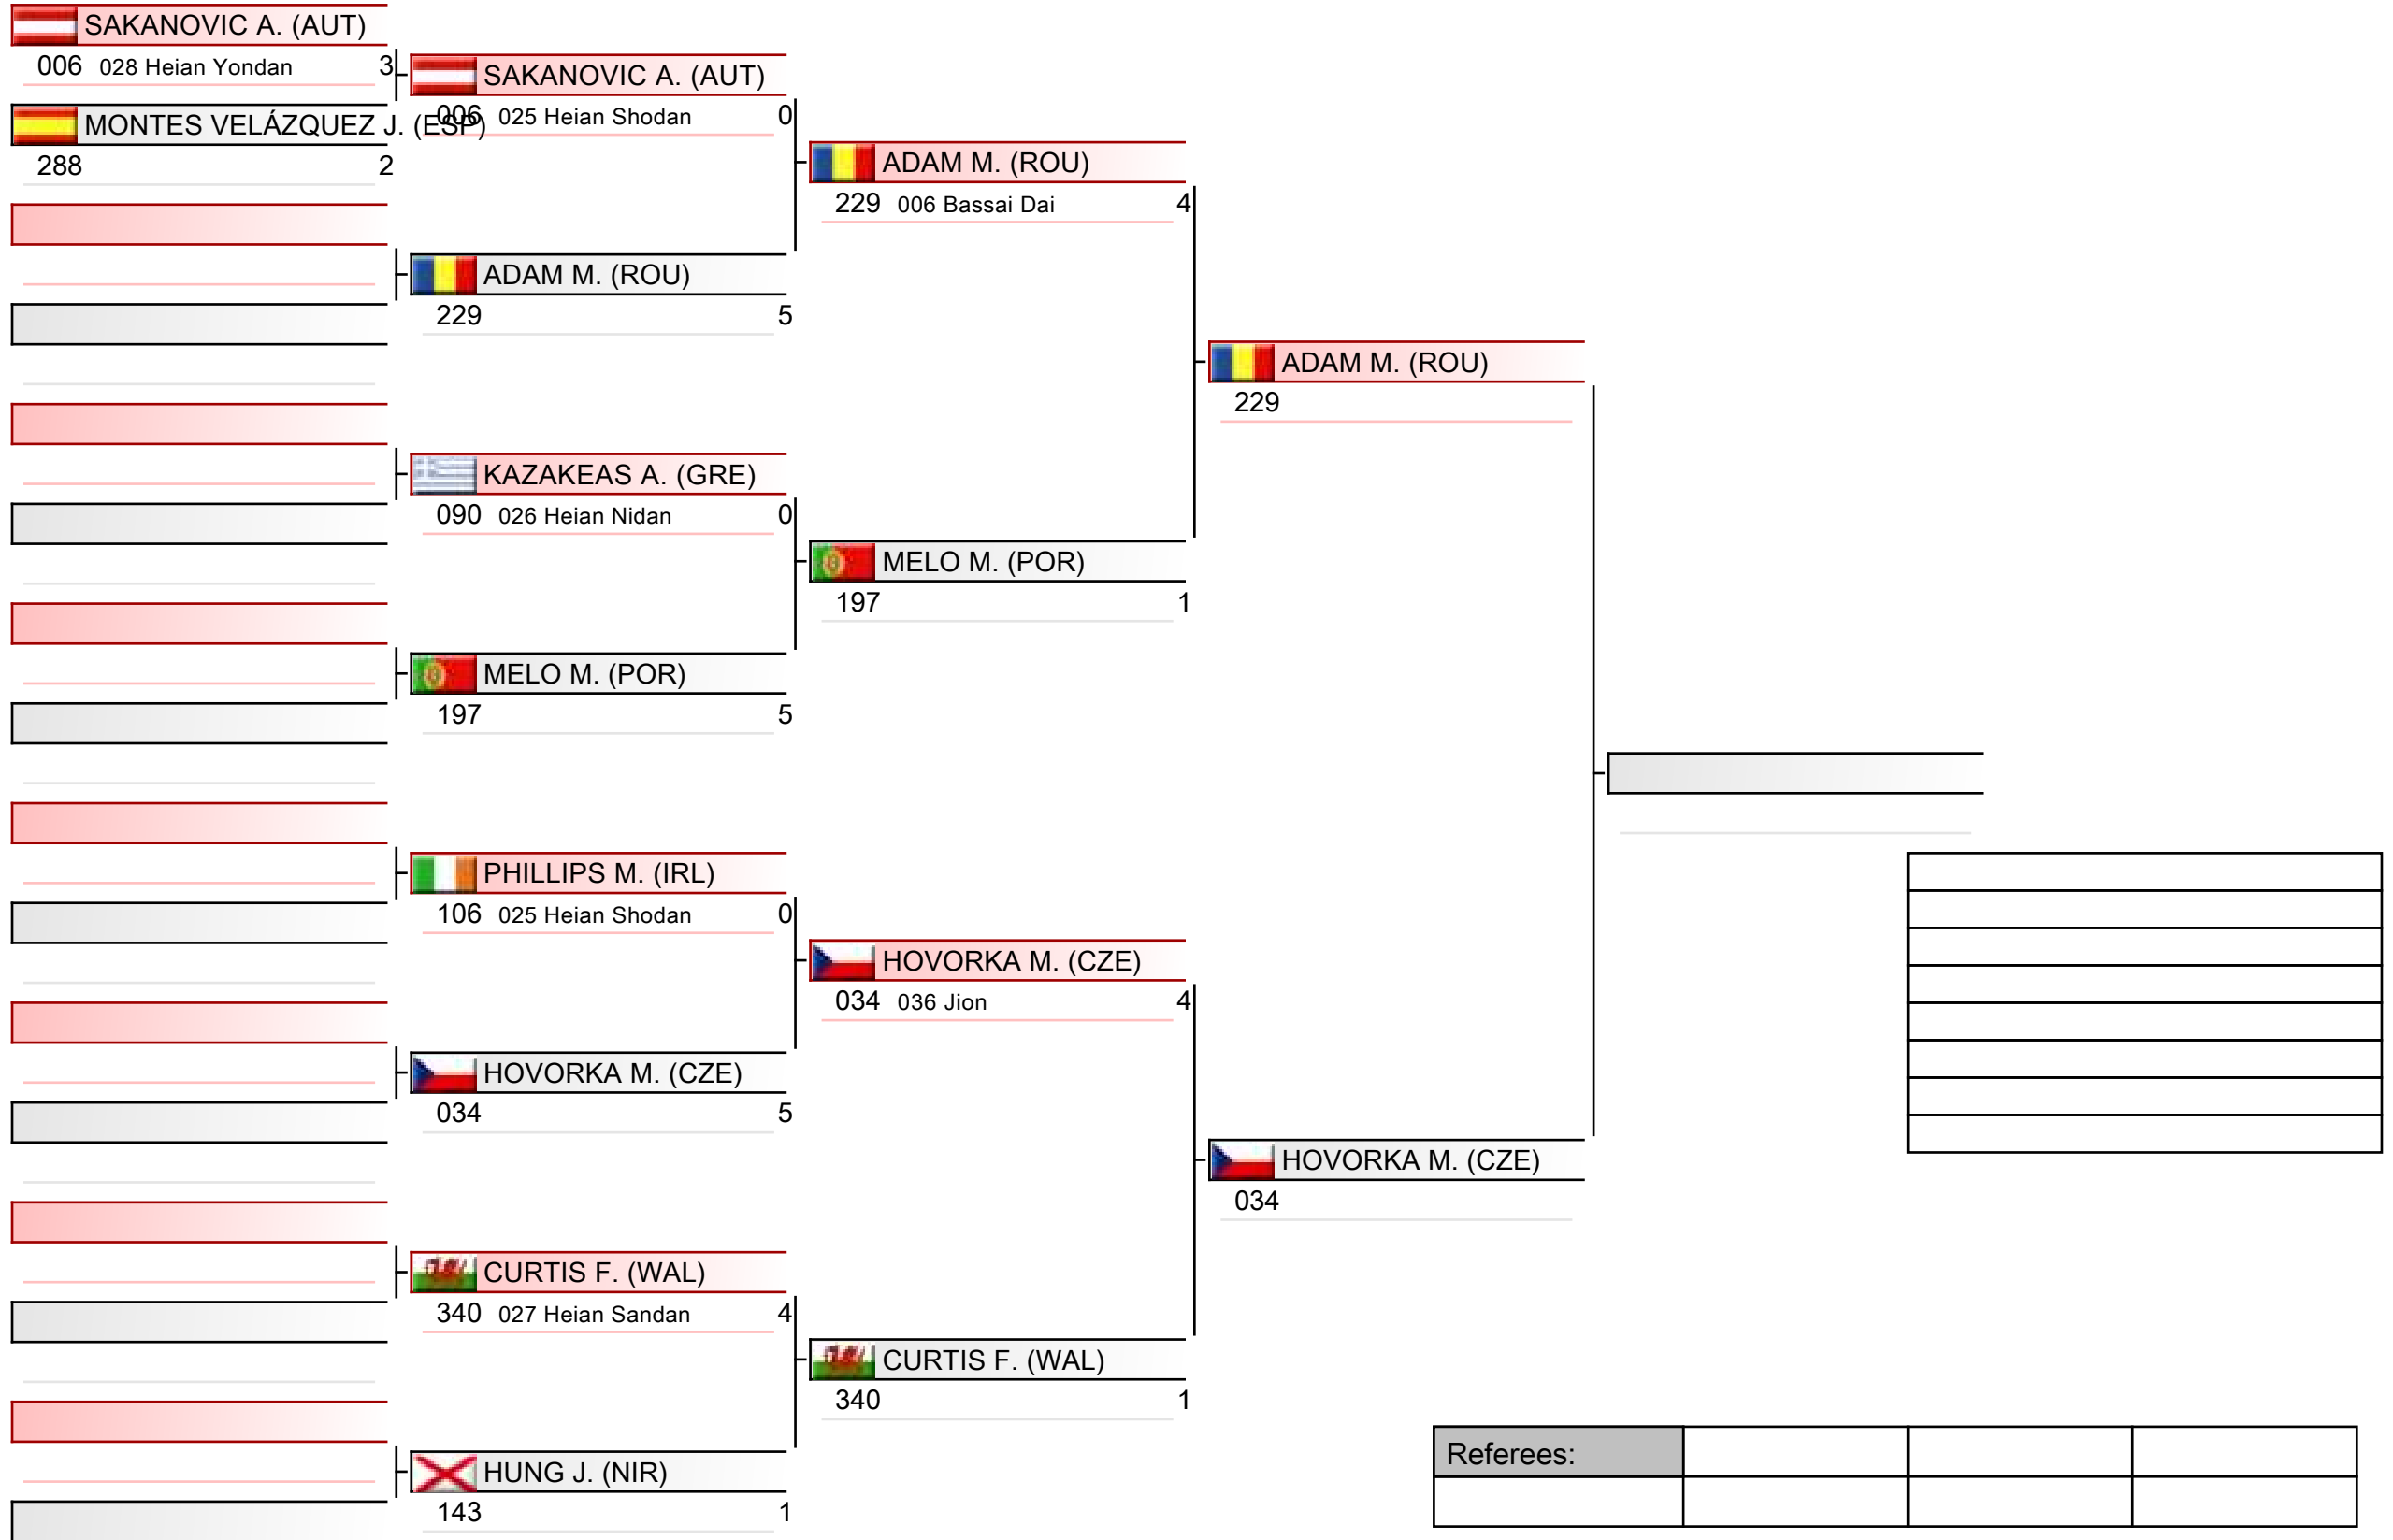 SAKANOVIC A. (AUT)
006 028 Heian Yondan 3
MONTES VELÁZQUEZ J. (ESP)
288 2
SAKANOVIC A. (AUT)
006 025 Heian Shodan 0
ADAM M. (ROU)
229 5
KAZAKEAS A. (GRE)
090 026 Heian Nidan 0
MELO M. (POR)
197 5
PHILLIPS M. (IRL)
106 025 Heian Shodan 0
HOVORKA M. (CZE)
034 5
CURTIS F. (WAL)
340 027 Heian Sandan 4
HUNG J. (NIR)
143 1
ADAM M. (ROU)
229 006 Bassai Dai 4
MELO M. (POR)
197 1
HOVORKA M. (CZE)
034 036 Jion 4
CURTIS F. (WAL)
340 1
ADAM M. (ROU)
229
HOVORKA M. (CZE)
034
Referees: